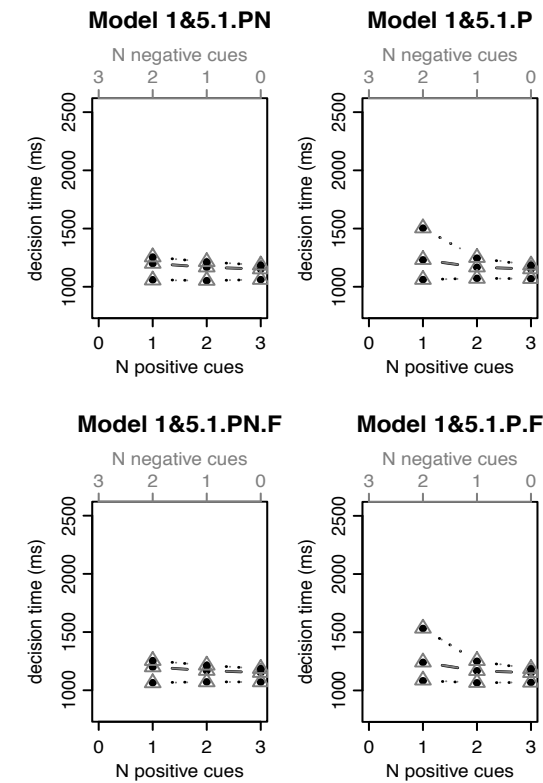 Model 1&5.1.PN
N negative cues
3 2 1 0
decision time (ms)
2500
2000
1500
1000
0 1 2 3
N positive cues
Model 1&5.1.P
N negative cues
3 2 1 0
decision time (ms)
2500
2000
1500
1000
0 1 2 3
N positive cues
Model 1&5.1.PN.F
N negative cues
3 2 1 0
decision time (ms)
2500
2000
1500
1000
0 1 2 3
N positive cues
Model 1&5.1.P.F
N negative cues
3 2 1 0
decision time (ms)
2500
2000
1500
1000
0 1 2 3
N positive cues